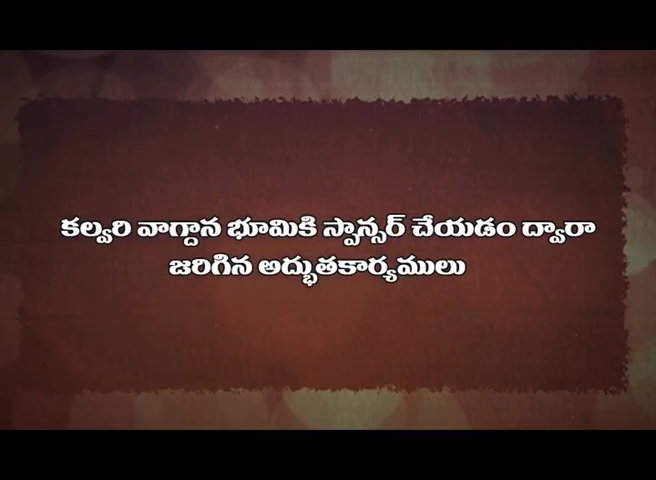 కల్వరి వాగ్దాన భూమికి స్పాన్సర్ చేయడం ద్వారా
జరిగిన అద్భుతకార్యములు